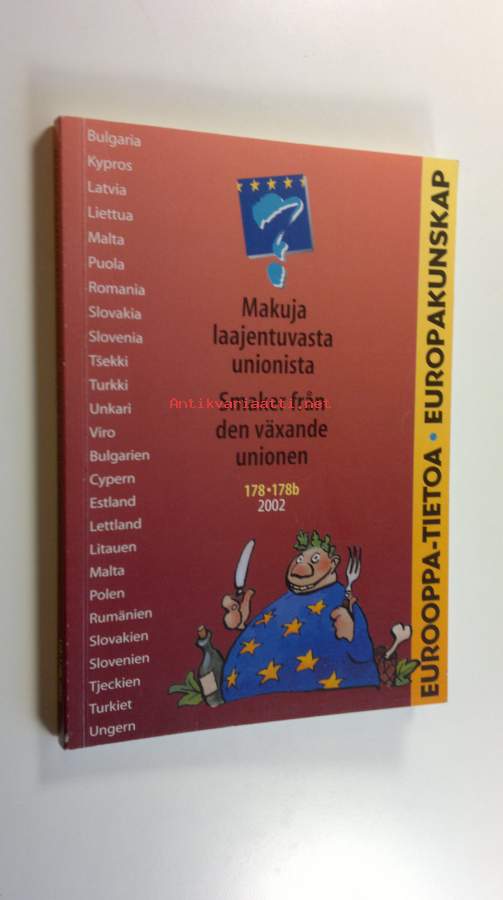 Bulgaria
Kypros
Latvia
Liettua
Malta
Puola
Romania
Slovakia
Slovenia
Tšekki
Turkki
Unkari
Viro
Bulgarien
Cypern
Estland
Lettland
Litauen
Malta
Polen
Rumänien
Slovakien
Slovenien
Tjeckien
Turkiet
Ungern
Makuja
laajentuvasta
unionista
Smaker från
den växande
unionen
178•178b
2002
EUROOPPA-TIETOA • EUROPAKUNSKAP
Antikvariaatti.net